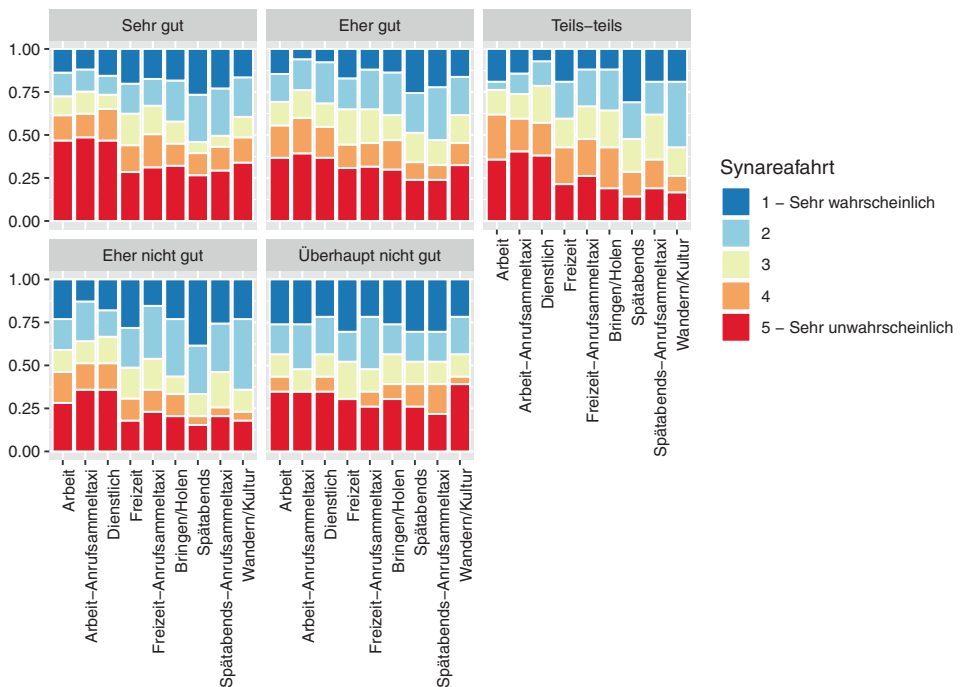 Sehr gut
Eher gut
Teils−teils
1.00
0.75
0.50
0.25
0.00
Arbeit
Arbeit−Anrufsammeltaxi
Dienstlich
Freizeit
Freizeit−Anrufsammeltaxi
Bringen/Holen
Spätabends
Spätabends−Anrufsammeltaxi
Wandern/Kultur
Eher nicht gut
Überhaupt nicht gut
1.00
0.75
0.50
0.25
0.00
Arbeit
Arbeit−Anrufsammeltaxi
Dienstlich
Freizeit
Freizeit−Anrufsammeltaxi
Bringen/Holen
Spätabends
Spätabends−Anrufsammeltaxi
Wandern/Kultur
Arbeit
Arbeit−Anrufsammeltaxi
Dienstlich
Freizeit
Freizeit−Anrufsammeltaxi
Bringen/Holen
Spätabends
Spätabends−Anrufsammeltaxi
Wandern/Kultur
Synareafahrt
1 − Sehr wahrscheinlich
2
3
4
5 − Sehr unwahrscheinlich